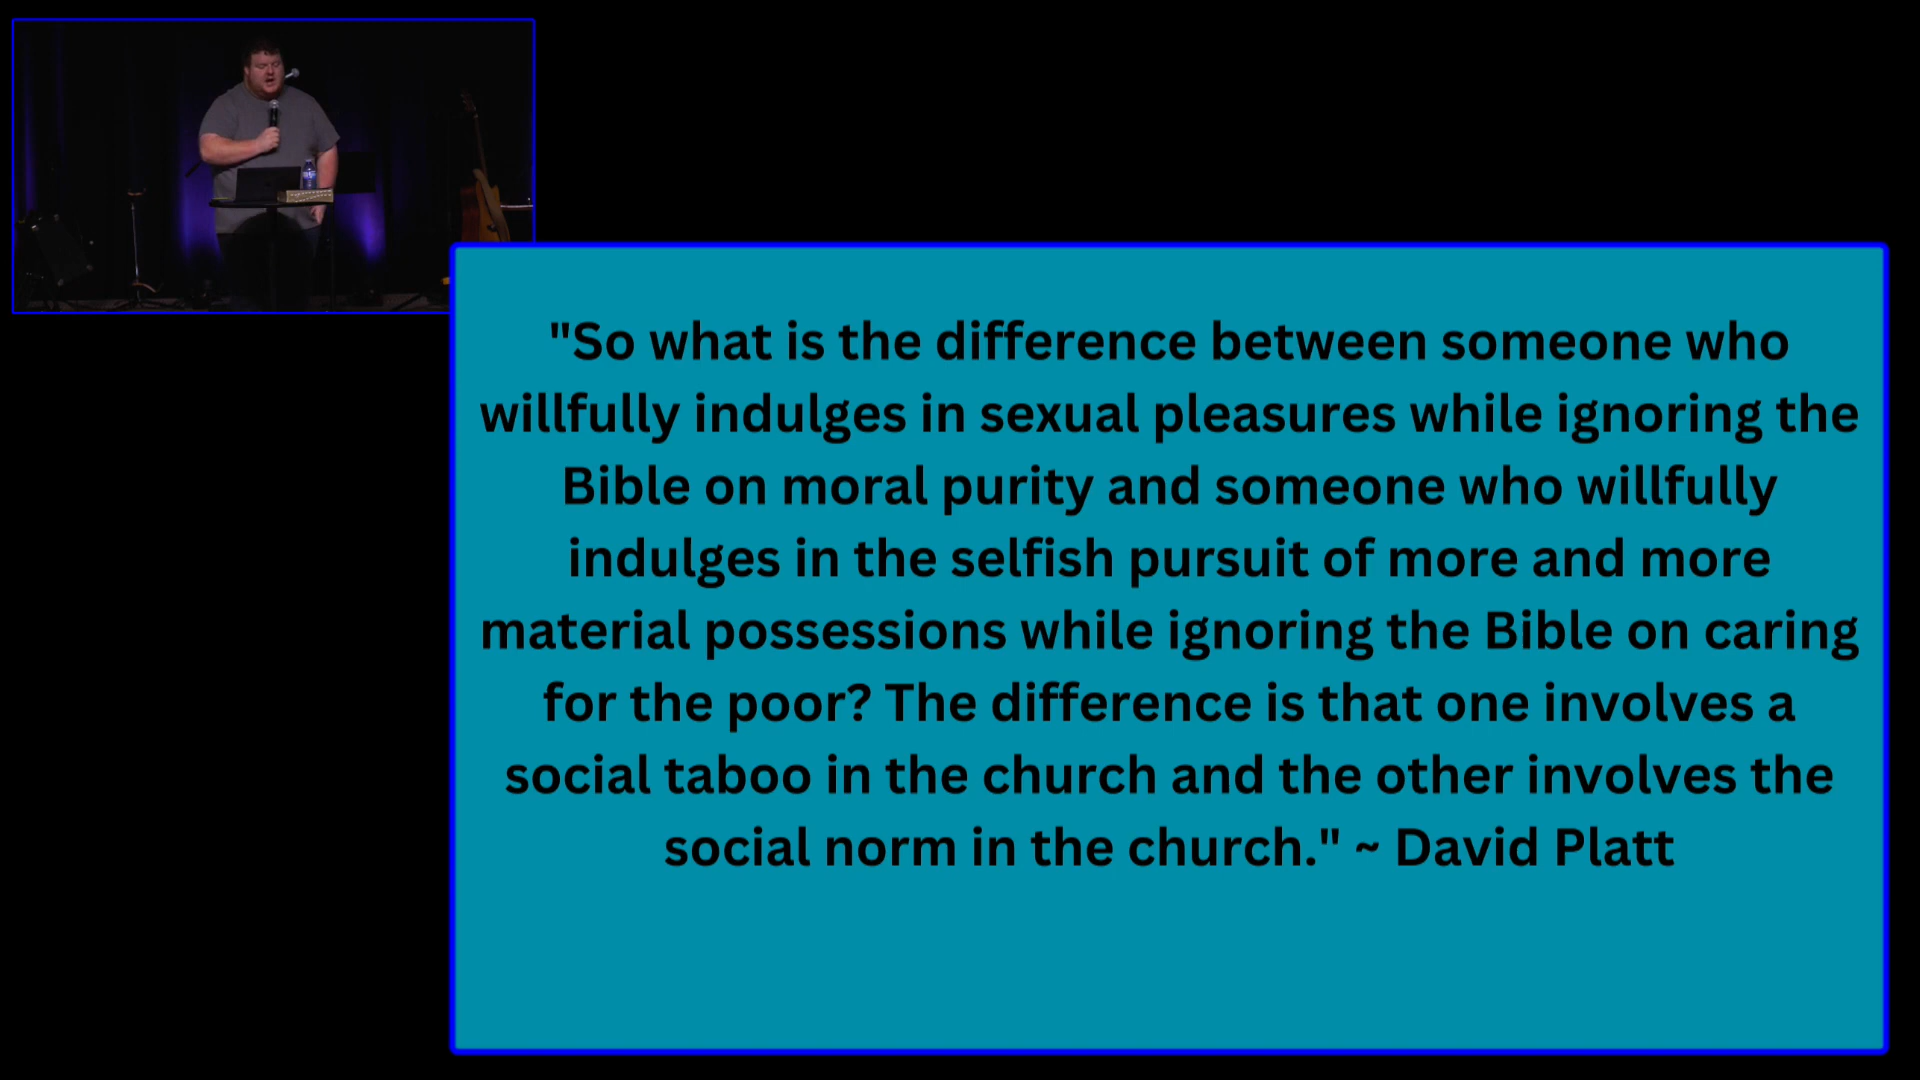 "So what is the difference between someone who
willfully indulges in sexual pleasures while ignoring the
Bible on moral purity and someone who willfully
indulges in the selfish pursuit of more and more
material possessions while ignoring the Bible on caring
for the poor? The difference is that one involves a
social taboo in the church and the other involves the
social norm in the church." ~ David Platt